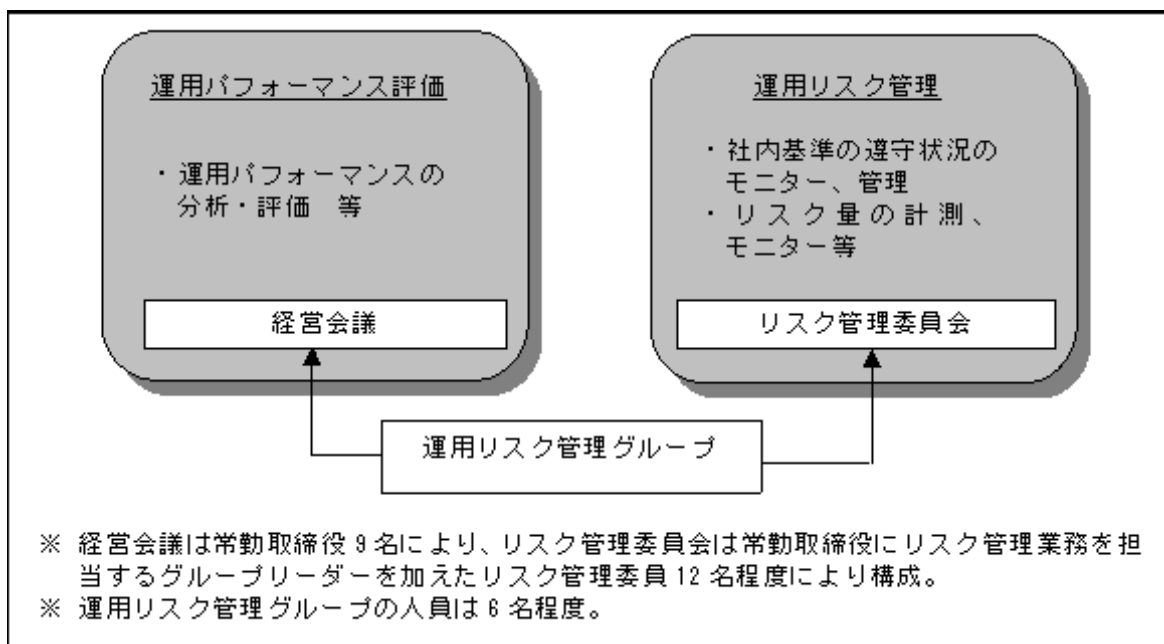 運用パフォーマンス評価
・運用パフォーマンスの
分析・評価 等
経営会議
運用リスク管理
・社内基準の遵守状況の
モニター、管理
・リスク量の計測、
モニター等
リスク管理委員会
運用リスク管理グループ
※ 経営会議は常勤取締役9名により、リスク管理委員会は常勤取締役にリスク管理業務を担
当するグループリーダーを加えたリスク管理委員12名程度により構成。
※ 運用リスク管理グループの人員は6名程度。